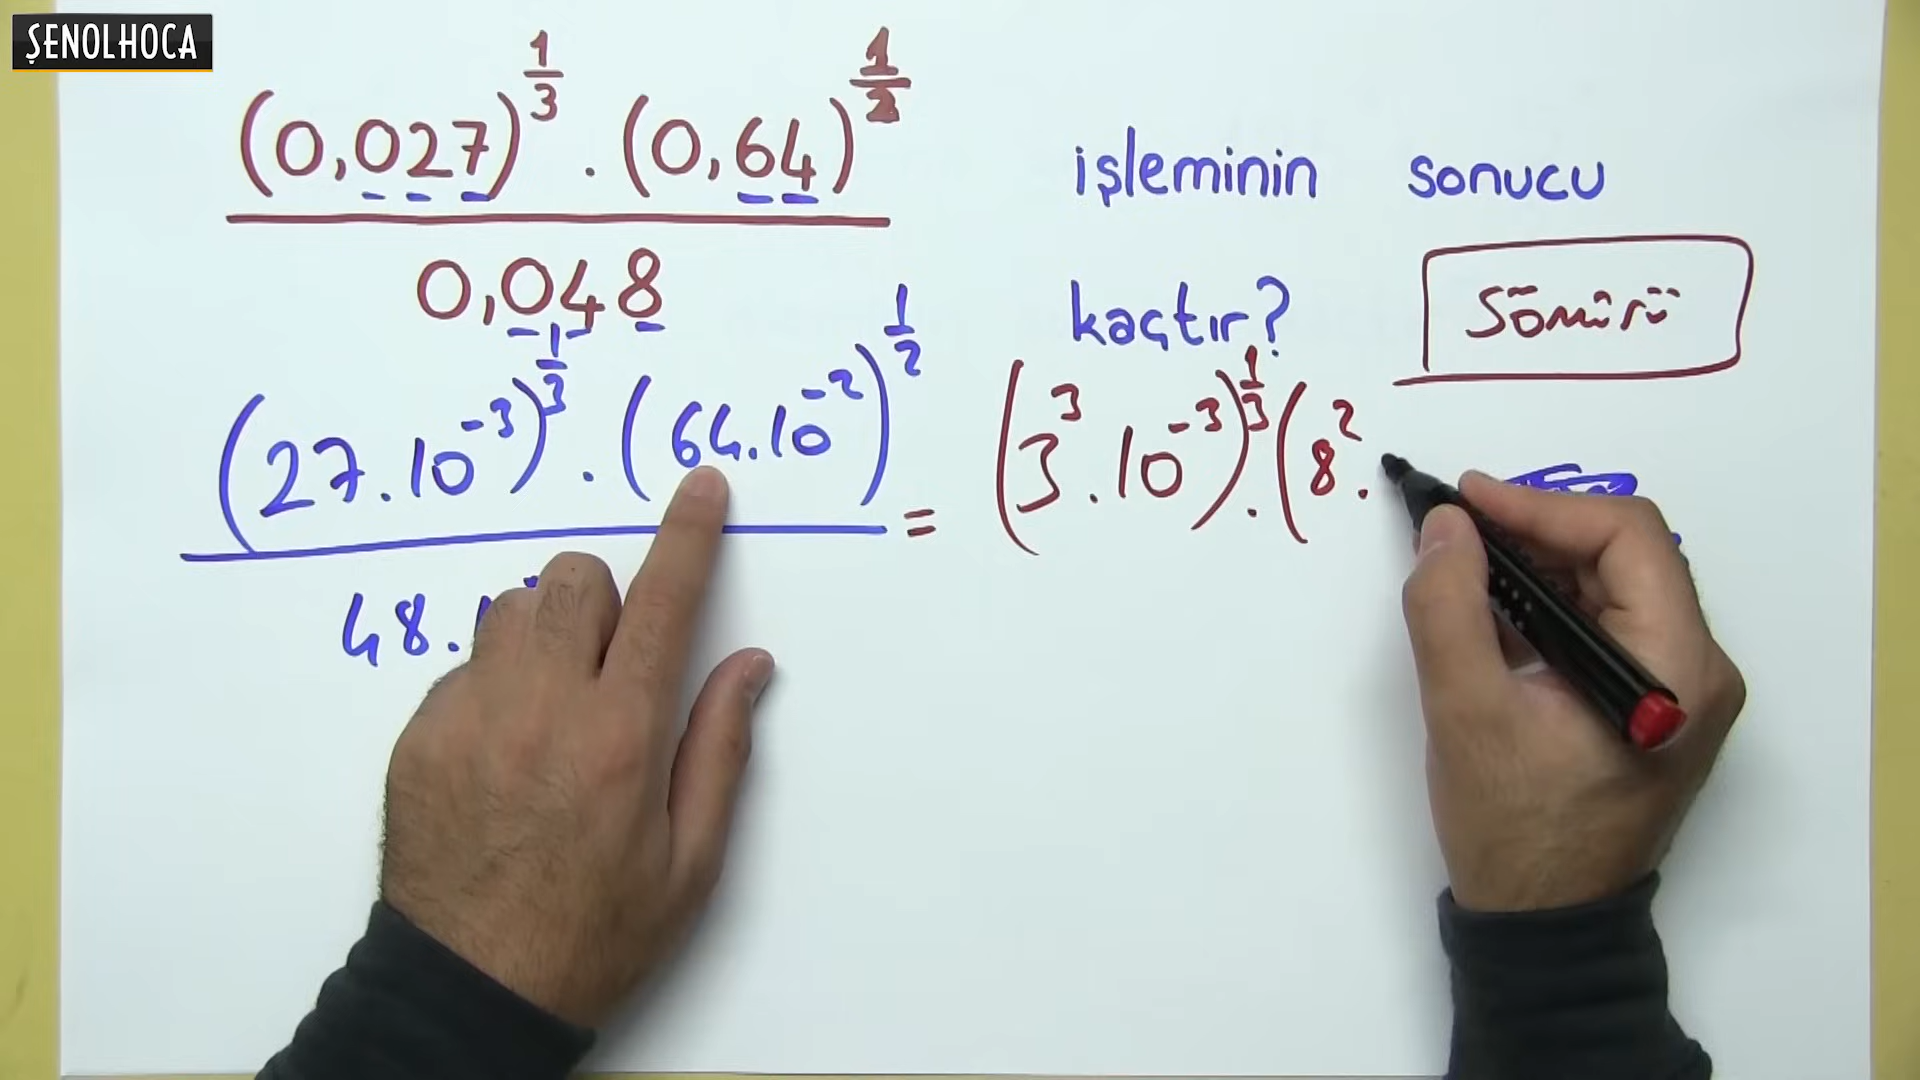 ŞENOLHOCA
(0,027)^{1/3} . (0,64)^{1/2} işleminin sonucu
0,048
kaçtır? Sömürü
(27.10^{-3})^{1/3} . (64.10^{-2})^{1/2} = (3^3.10^{-3})^{1/3} . (8^2.
48.